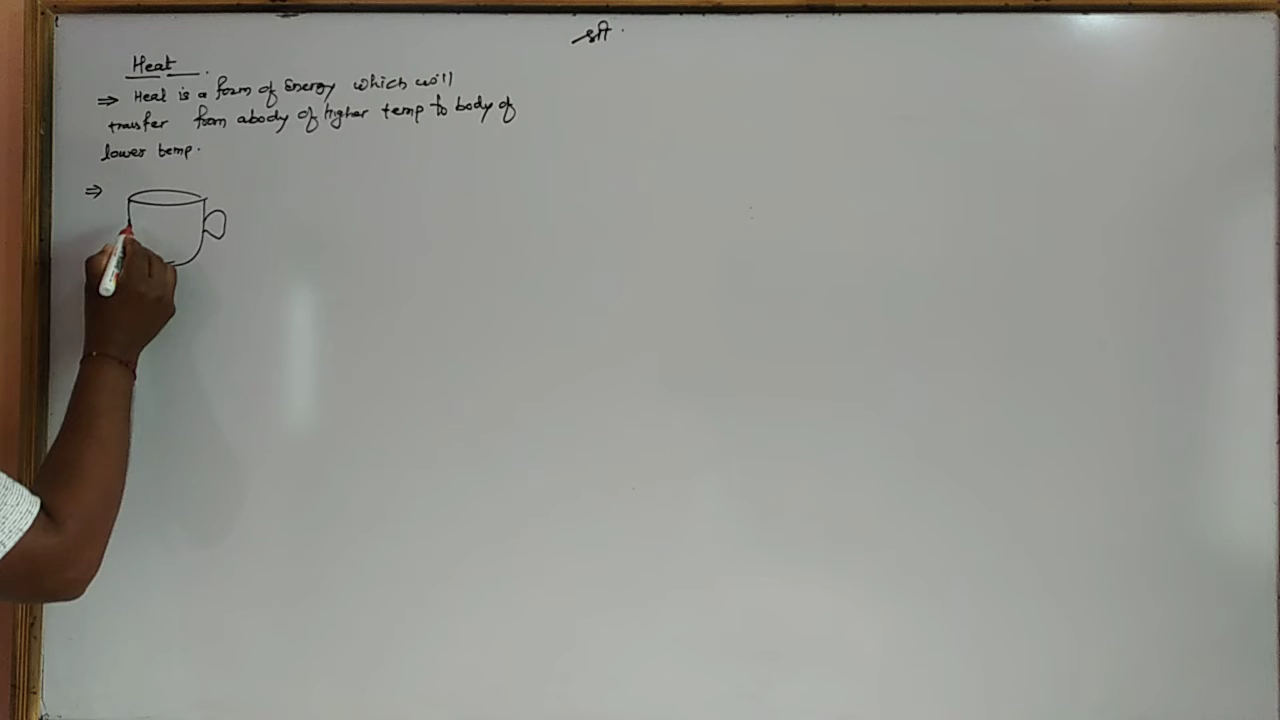 श्री
Heat
⇒ Heat is a form of Energy which will
transfer from a body of higher temp to body of
lower temp.
⇒